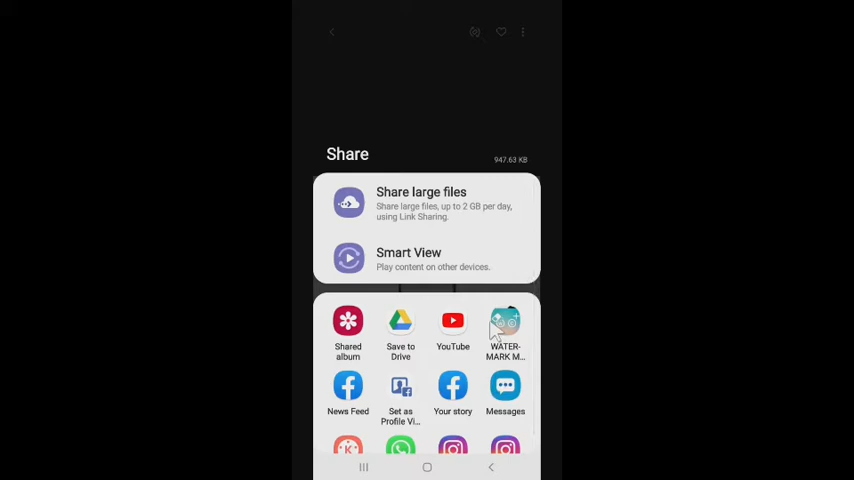 Share
947.63 KB
Share large files
Share large files, up to 2 GB per day,
using Link Sharing.
Smart View
Play content on other devices.
Shared
album
Save to
Drive
YouTube
WATER-
MARK M...
News Feed
Set as
Profile Vi...
Your story
Messages
K